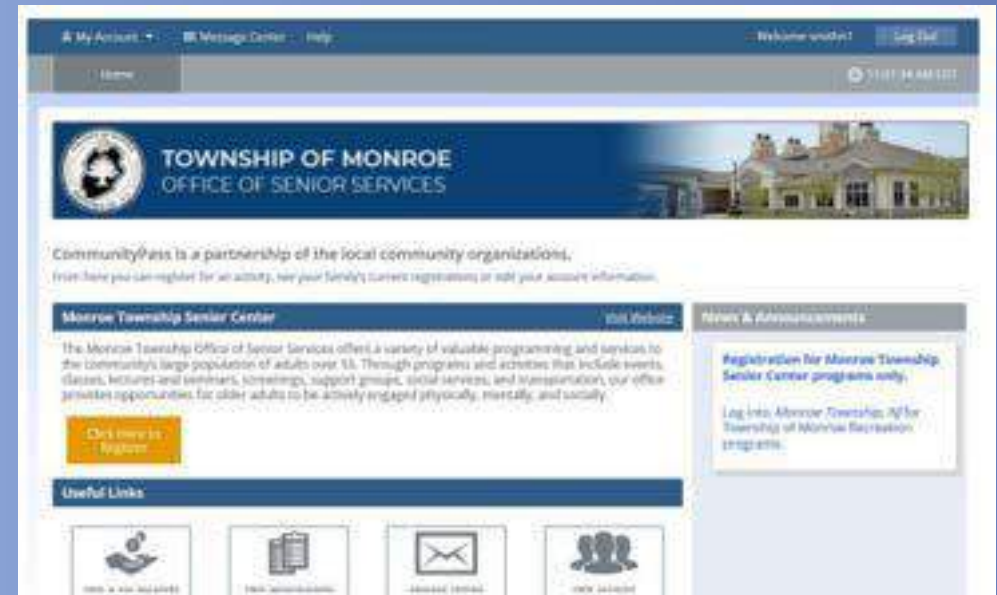 My Account Message Center Help Log Out
Home
TOWNSHIP OF MONROE
OFFICE OF SENIOR SERVICES
CommunityPass is a partnership of the local community organizations.
From here you can register for an activity, see your family's current registrations or edit your account information.
Monroe Township Senior Center Visit Website
The Monroe Township Office of Senior Services offers a variety of valuable programming and services to
the community's large population of adults over 55. Through programs and activities that include events,
classes, lectures and seminars, screenings, support groups, social services, and transportation, our office
provides opportunities for older adults to be actively engaged physically, mentally, and socially.
Click Here to
Register
News & Announcements
Registration for Monroe Township
Senior Center programs only.
Log into Monroe Township, NJ for
Township of Monroe Recreation
programs.
Useful Links